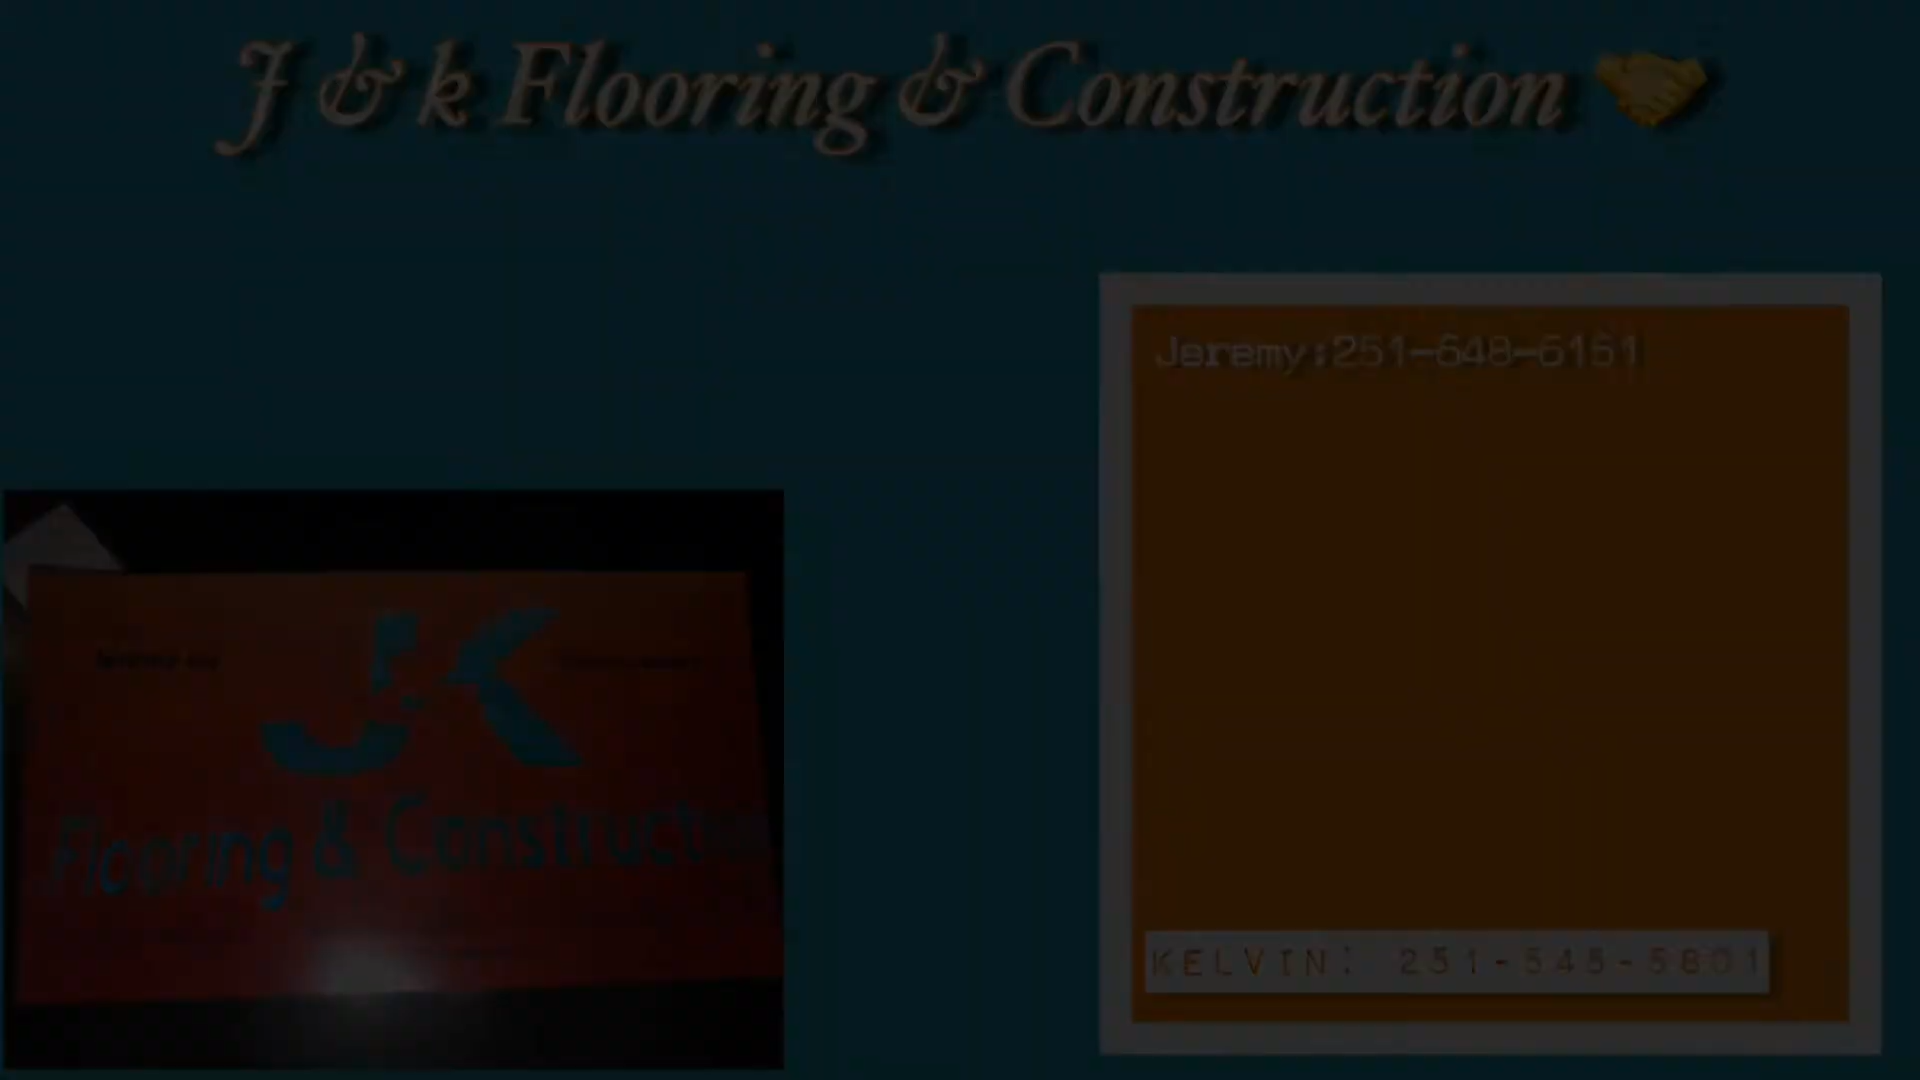 J & k Flooring & Construction 🤝
Jeremy:251-648-6161
J&K
Flooring & Construction
KELVIN: 251-545-5801